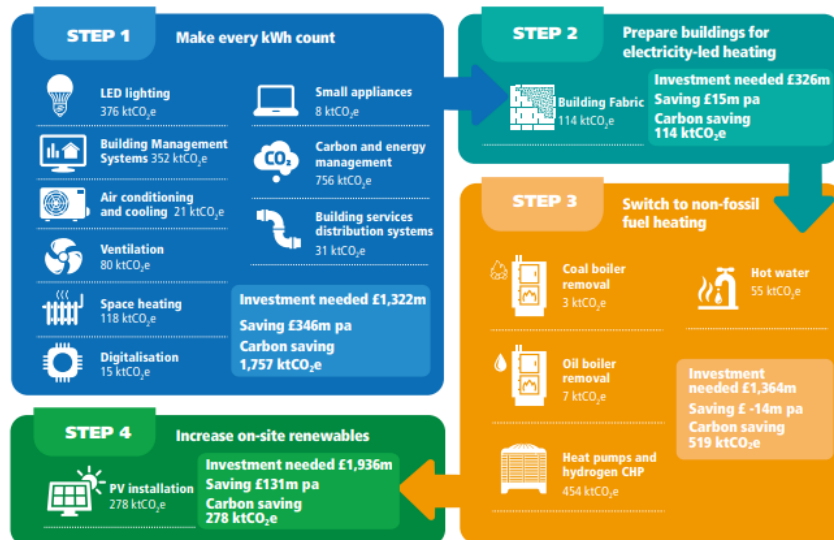 STEP 1
Make every kWh count
LED lighting
376 ktCO₂e
Building Management
Systems 352 ktCO₂e
Air conditioning
and cooling 21 ktCO₂e
Ventilation
80 ktCO₂e
Space heating
118 ktCO₂e
Digitalisation
15 ktCO₂e
Small appliances
8 ktCO₂e
CO₂
Carbon and energy
management
756 ktCO₂e
Building services
distribution systems
31 ktCO₂e
Investment needed £1,322m
Saving £346m pa
Carbon saving
1,757 ktCO₂e
STEP 2
Prepare buildings for
electricity-led heating
Building Fabric
114 ktCO₂e
Investment needed £326m
Saving £15m pa
Carbon saving
114 ktCO₂e
STEP 3
Switch to non-fossil
fuel heating
Coal boiler
removal
3 ktCO₂e
Oil boiler
removal
7 ktCO₂e
Heat pumps and
hydrogen CHP
454 ktCO₂e
Hot water
55 ktCO₂e
Investment
needed £1,364m
Saving £ -14m pa
Carbon saving
519 ktCO₂e
STEP 4
Increase on-site renewables
PV installation
278 ktCO₂e
Investment needed £1,936m
Saving £131m pa
Carbon saving
278 ktCO₂e